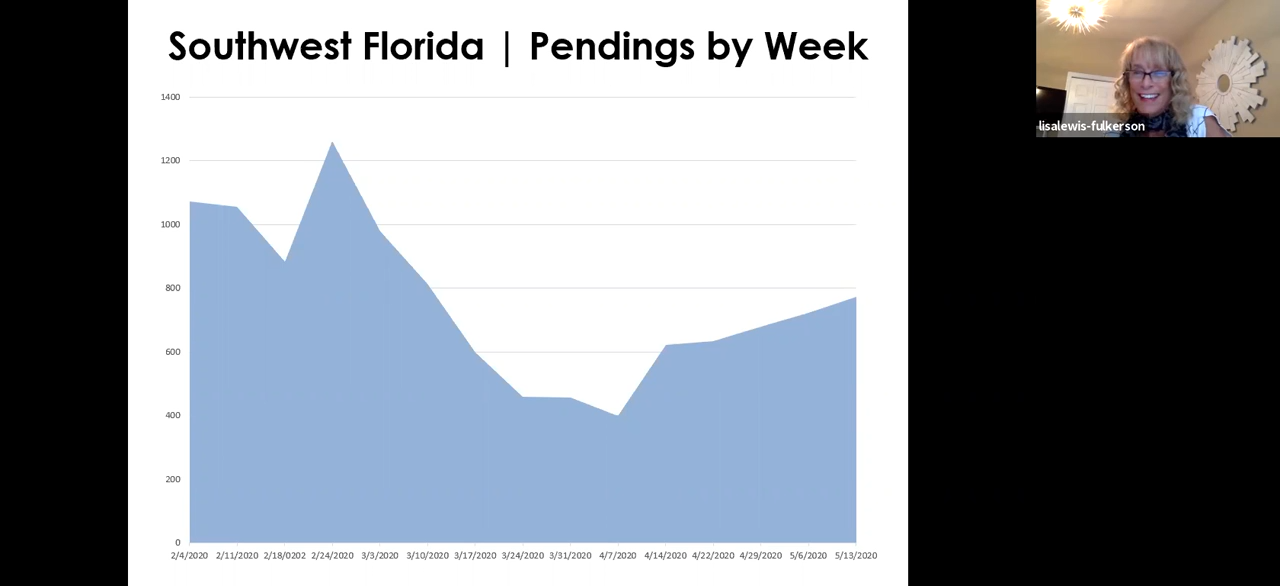 Southwest Florida | Pendings by Week
lisalewis-fulkerson
1400
1200
1000
800
600
400
200
0
2/4/2020 2/11/2020 2/18/0202 2/24/2020 3/3/2020 3/10/2020 3/17/2020 3/24/2020 3/31/2020 4/7/2020 4/14/2020 4/22/2020 4/29/2020 5/6/2020 5/13/2020